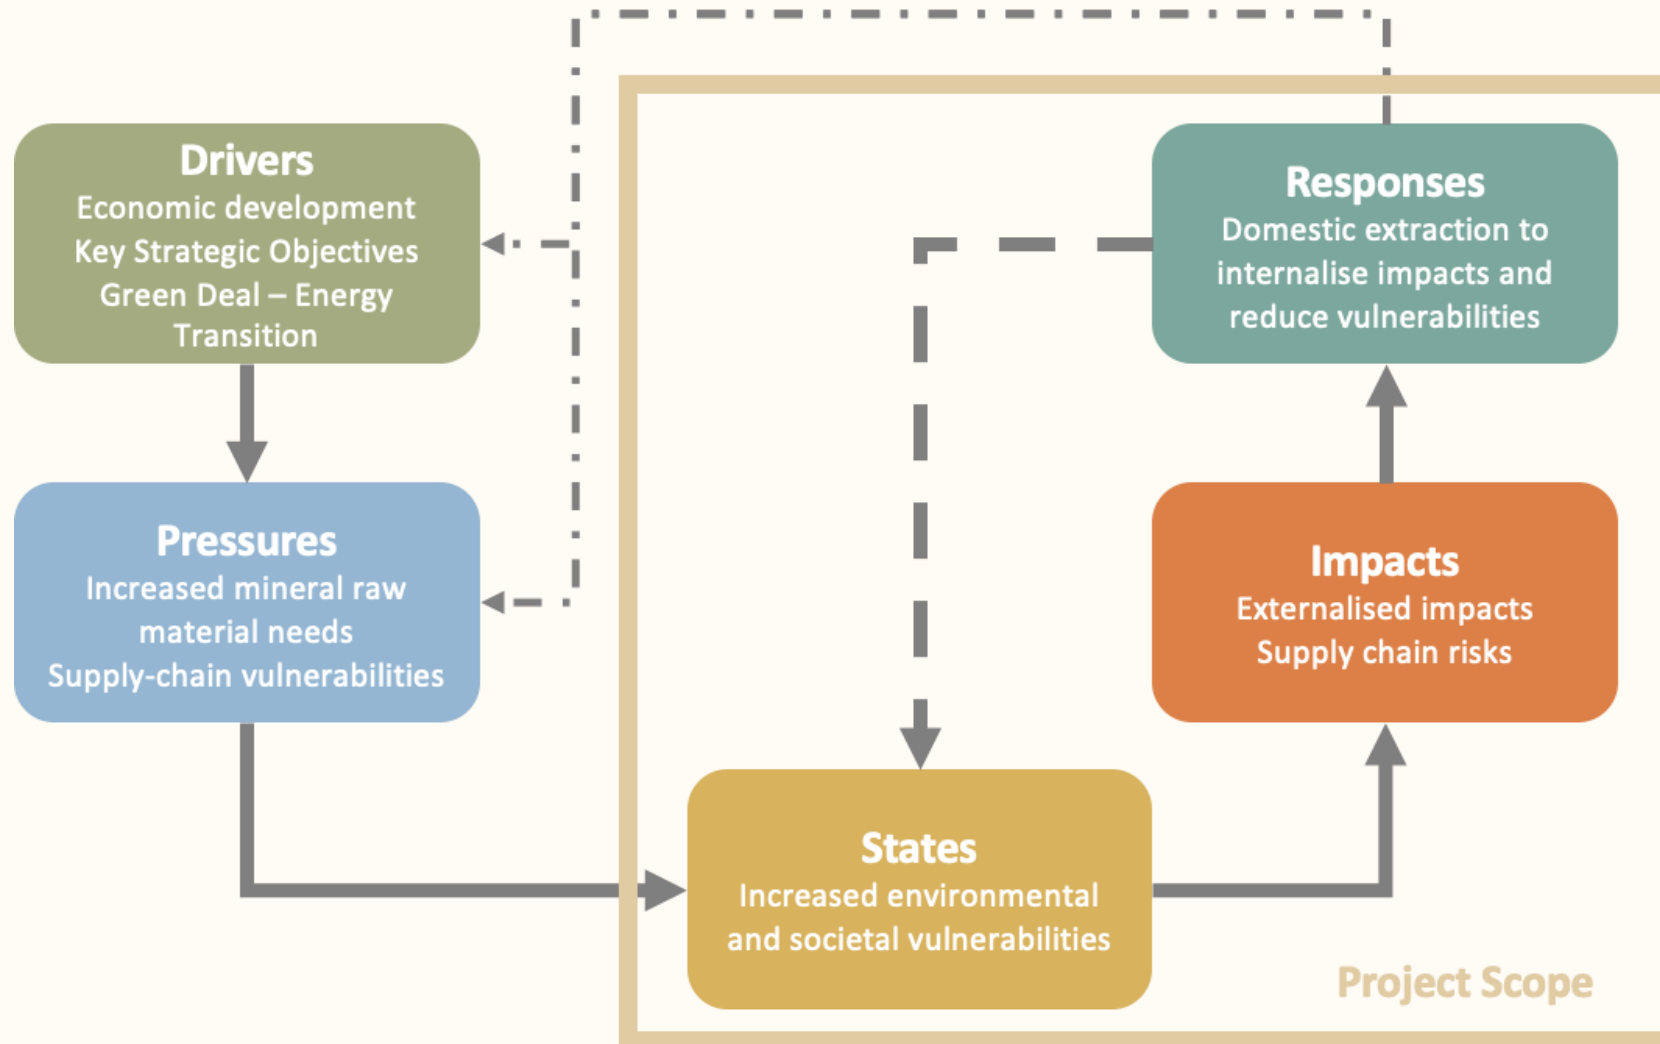 Drivers
Economic development
Key Strategic Objectives
Green Deal – Energy
Transition
Pressures
Increased mineral raw
material needs
Supply-chain vulnerabilities
States
Increased environmental
and societal vulnerabilities
Impacts
Externalised impacts
Supply chain risks
Responses
Domestic extraction to
internalise impacts and
reduce vulnerabilities
Project Scope